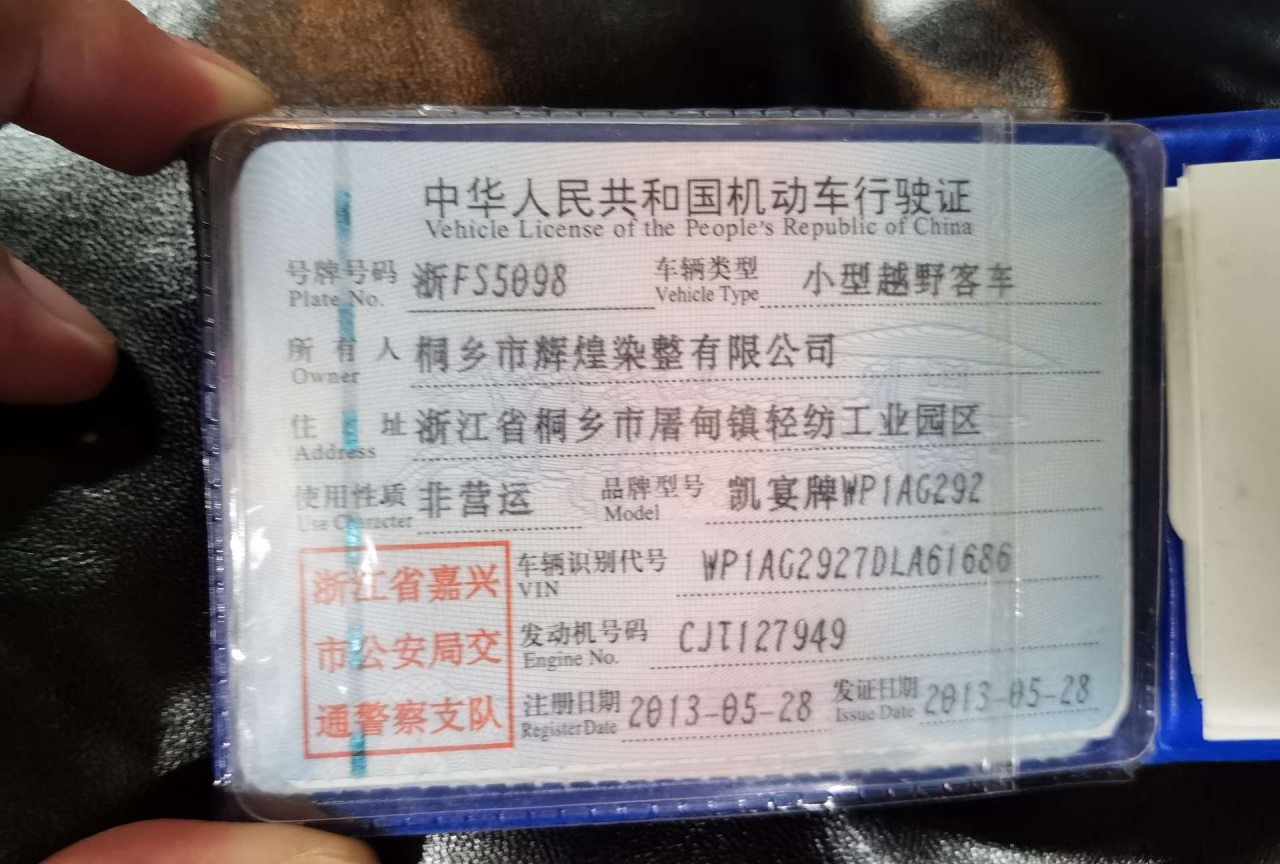 中华人民共和国机动车行驶证
Vehicle License of the People's Republic of China
号牌号码 浙FS5098 车辆类型 小型越野客车
Plate No. Vehicle Type
所有人 桐乡市辉煌染整有限公司
Owner
住址 浙江省桐乡市屠甸镇轻纺工业园区
Address
使用性质 非营运 品牌型号 凯宴牌WP1AG292
Use Character Model
浙江省嘉兴
市公安局交
通警察支队
车辆识别代号 WP1AG2927DLA61686
VIN
发动机号码 CJT127949
Engine No.
注册日期 2013-05-28 发证日期 2013-05-28
Register Date Issue Date